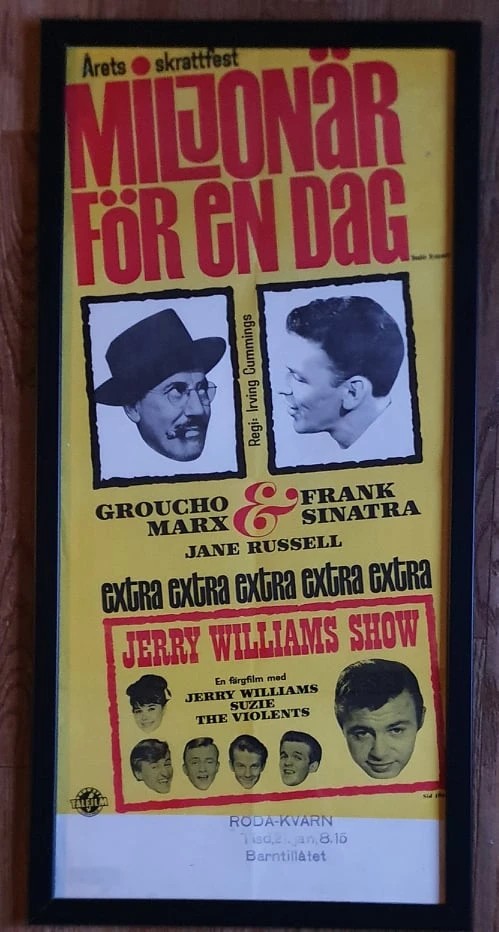 Årets skrattfest
MILJONÄR
FÖR EN DAG
Regi: Irving Cummings
GROUCHO
MARX
&
FRANK
SINATRA
JANE RUSSELL
extra extra extra extra extra
JERRY WILLIAMS SHOW
En färgfilm med
JERRY WILLIAMS
SUZIE
THE VIOLENTS
TALFILM
RÖDA-KVARN
Barntillåtet